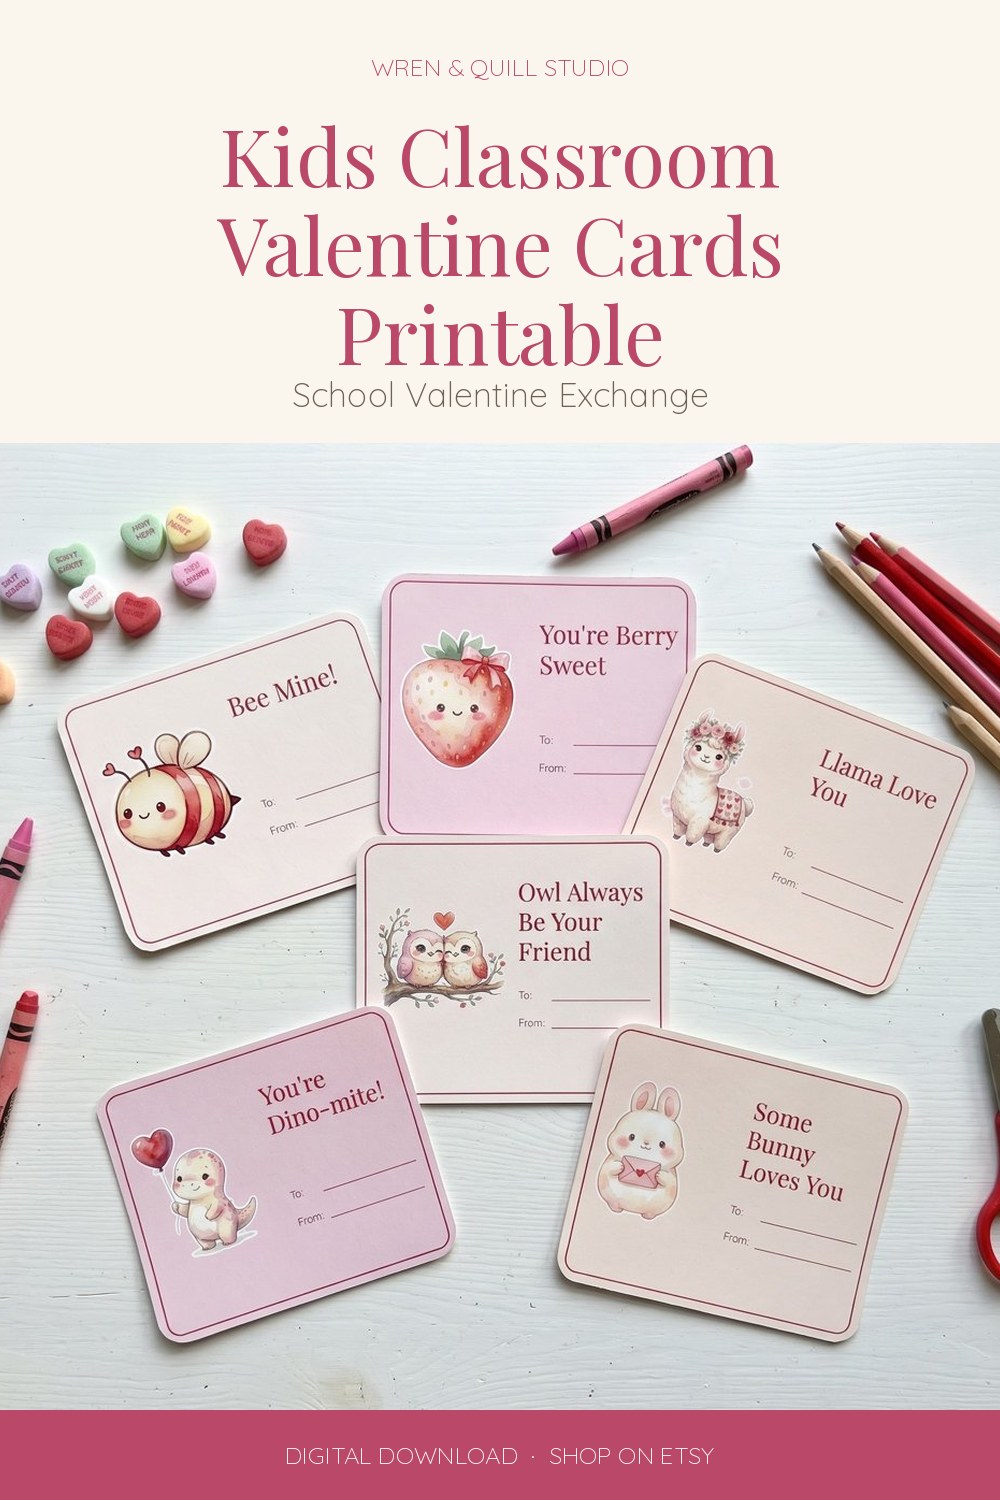 WREN & QUILL STUDIO
Kids Classroom
Valentine Cards
Printable
School Valentine Exchange
You're Berry
Sweet
To:
From:
Bee Mine!
To:
From:
Llama Love
You
To:
From:
Owl Always
Be Your
Friend
To:
From:
You're
Dino-mite!
To:
From:
Some
Bunny
Loves You
To:
From:
DIGITAL DOWNLOAD · SHOP ON ETSY